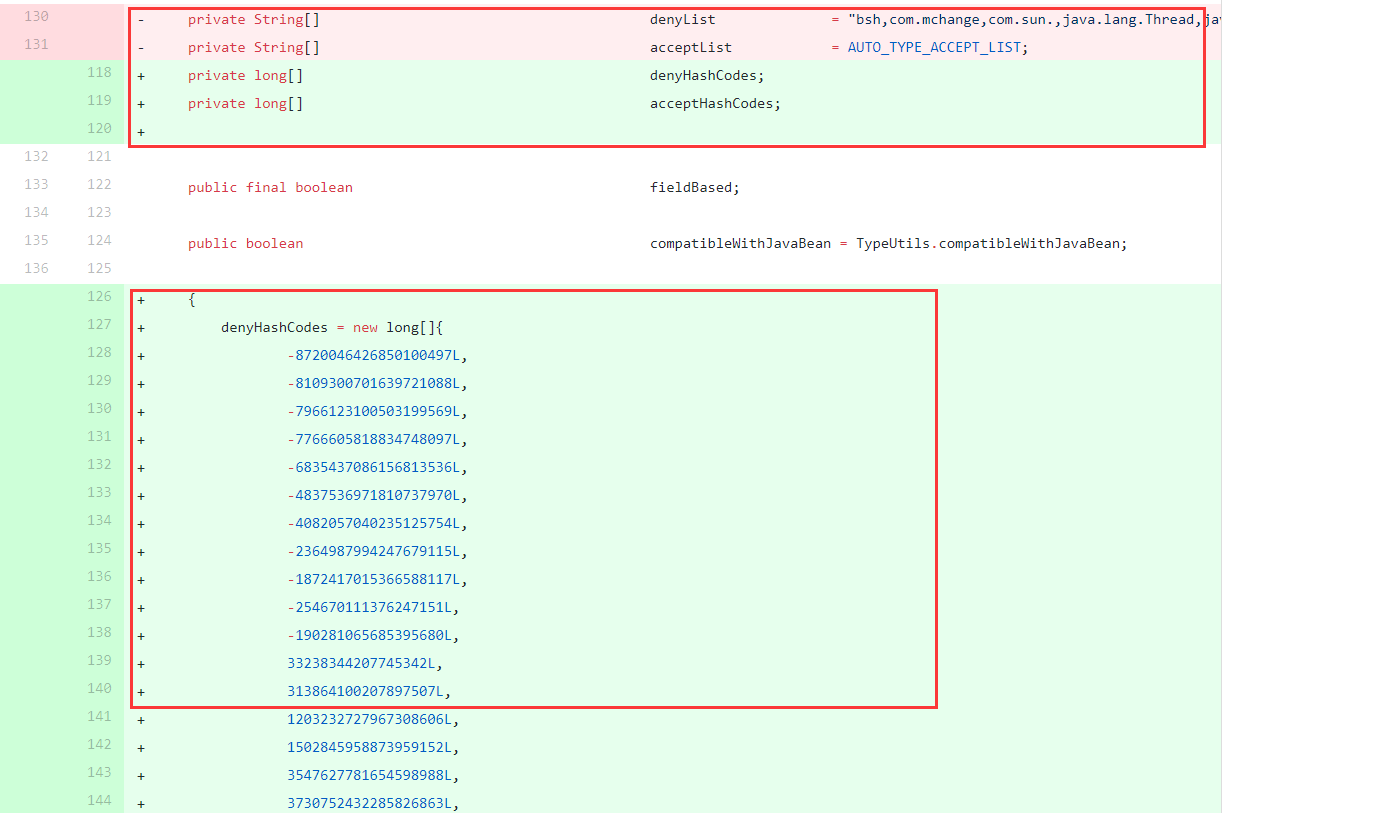 130 - private String[] denyList = "bsh,com.mchange,com.sun.,java.lang.Thread,
131 - private String[] acceptList = AUTO_TYPE_ACCEPT_LIST;
118 + private long[] denyHashCodes;
119 + private long[] acceptHashCodes;
120 +
132 121
133 122 public final boolean fieldBased;
134 123
135 124 public boolean compatibleWithJavaBean = TypeUtils.compatibleWithJavaBean;
136 125
126 + {
127 + denyHashCodes = new long[]{
128 + -8720046426850100497L,
129 + -8109300701639721088L,
130 + -7966123100503199569L,
131 + -7766605818834748097L,
132 + -6835437086156813536L,
133 + -4837536971810737970L,
134 + -4082057040235125754L,
135 + -2364987994247679115L,
136 + -1872417015366588117L,
137 + -254670111376247151L,
138 + -190281065685395680L,
139 + 33238344207745342L,
140 + 313864100207897507L,
141 + 1203232727967308606L,
142 + 1502845958873959152L,
143 + 3547627781654598988L,
144 + 3730752432285826863L,